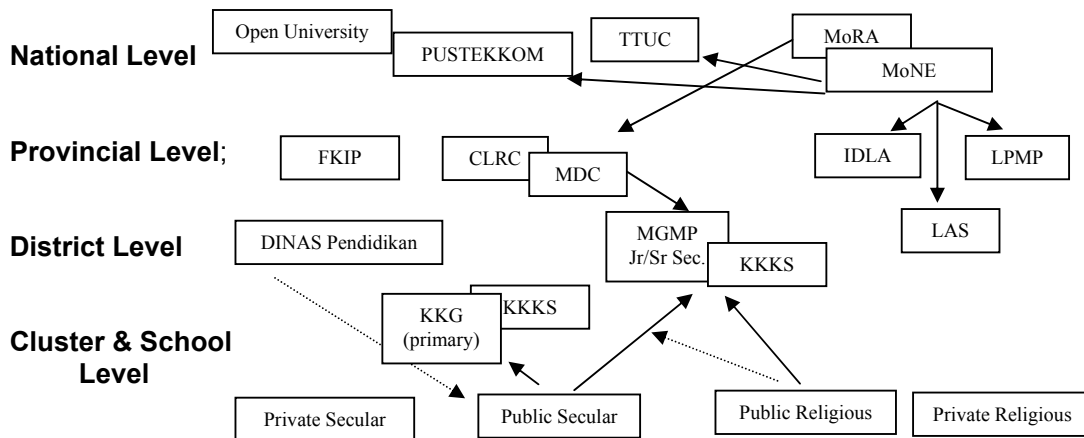 National Level
Open University
PUSTEKKOM
TTUC
MoRA
MoNE
Provincial Level;
FKIP
CLRC
MDC
IDLA
LPMP
District Level
DINAS Pendidikan
MGMP
Jr/Sr Sec.
KKKS
LAS
Cluster & School
Level
KKG
(primary)
KKKS
Private Secular
Public Secular
Public Religious
Private Religious